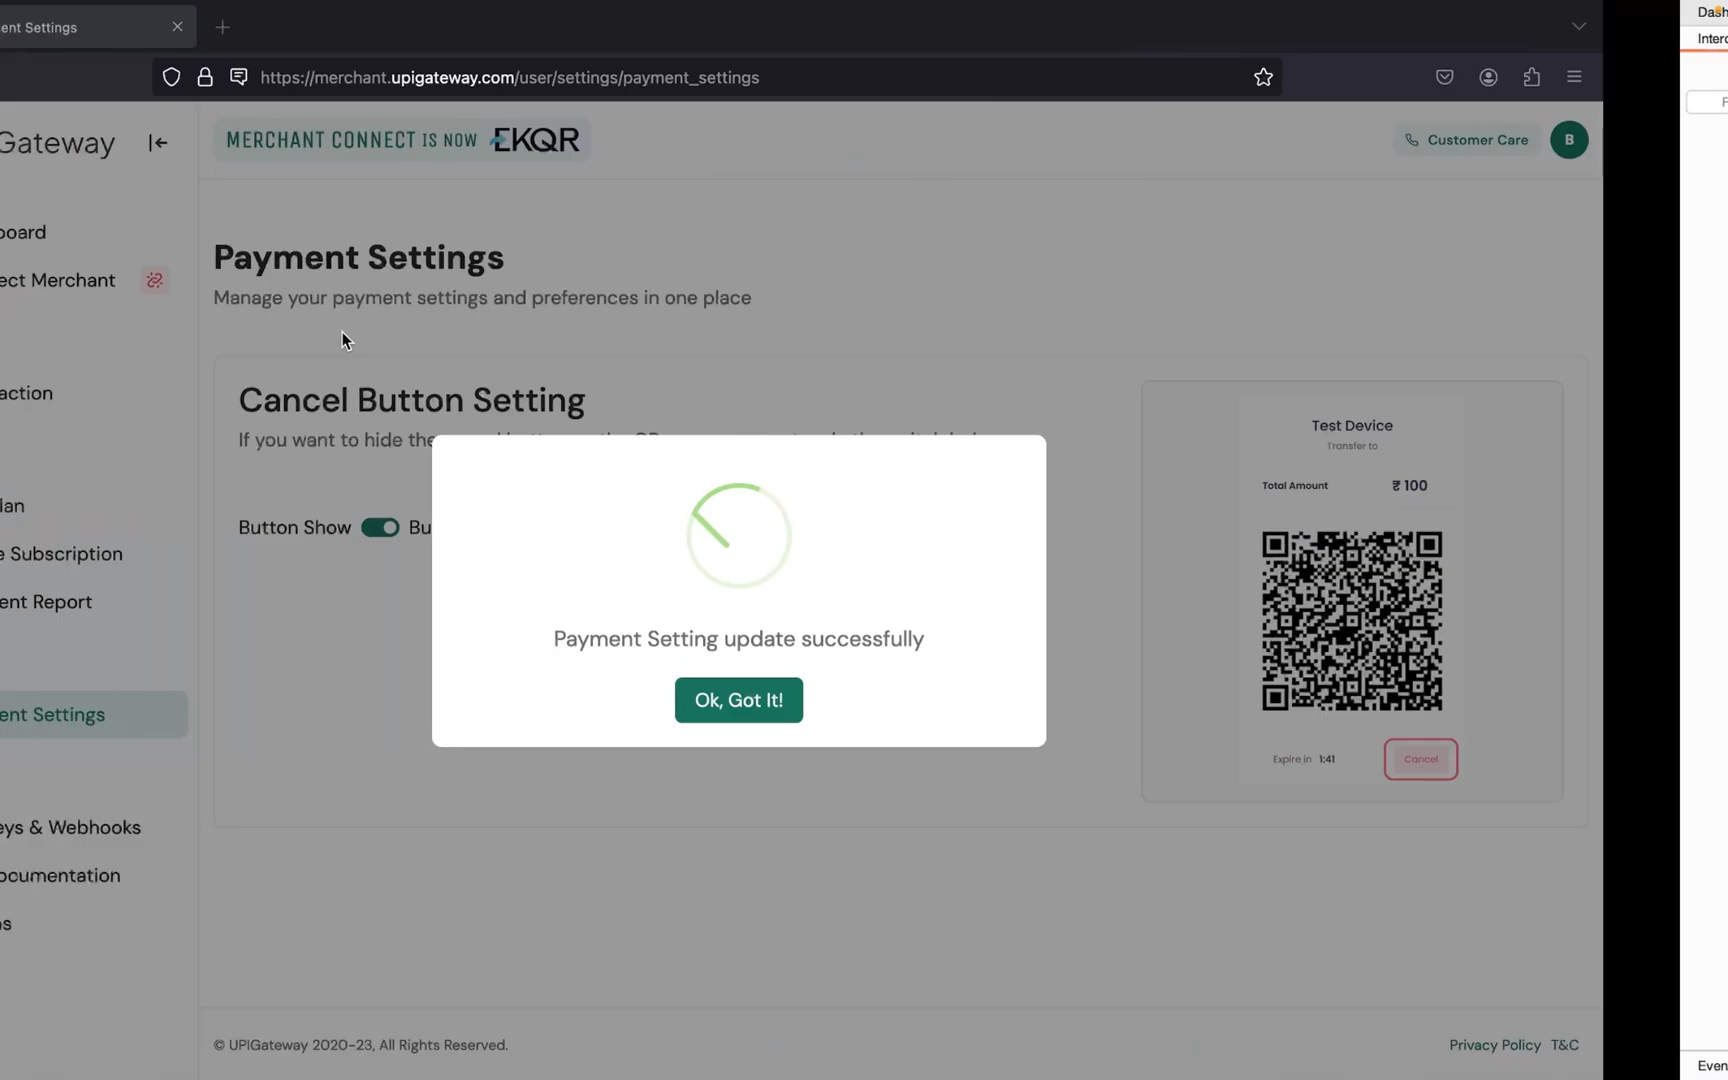 ent Settings
https://merchant.upigateway.com/user/settings/payment_settings
Dash
Gateway
MERCHANT CONNECT IS NOW EKQR
Customer Care
B
board
ect Merchant
action
lan
e Subscription
ent Report
ent Settings
eys & Webhooks
ocumentation
Payment Settings
Manage your payment settings and preferences in one place
Cancel Button Setting
If you want to hide the
Button Show
Bu
Payment Setting update successfully
Ok, Got It!
Test Device
Transfer to
Total Amount ₹ 100
Expire in 1:41
Cancel
© UPIGateway 2020-23, All Rights Reserved.
Privacy Policy T&C
Even